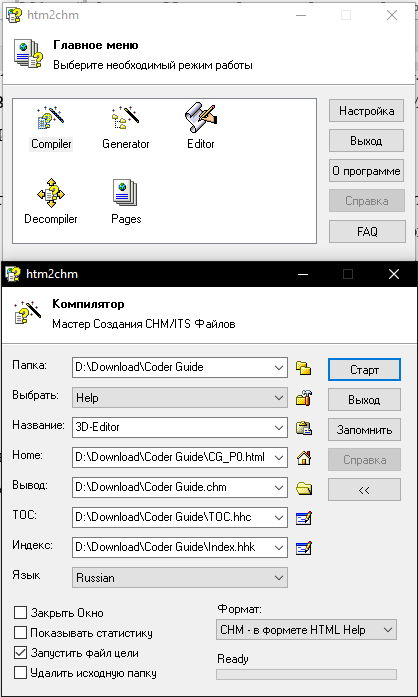 htm2chm
Главное меню
Выберите необходимый режим работы
Compiler
Generator
Editor
Decompiler
Pages
Настройка
Выход
О программе
Справка
FAQ
htm2chm
Компилятор
Мастер Создания CHM/ITS Файлов
Папка: D:\Download\Coder Guide Старт
Выбрать: Help Выход
Название: 3D-Editor Запомнить
Home: D:\Download\Coder Guide\CG_P0.html Справка
Вывод: D:\Download\Coder Guide.chm <<
TOC: D:\Download\Coder Guide\TOC.hhc
Индекс: D:\Download\Coder Guide\Index.hhk
Язык Russian
Закрыть Окно
Показывать статистику
Запустить файл цели
Удалить исходную папку
Формат:
CHM - в формате HTML Help
Ready